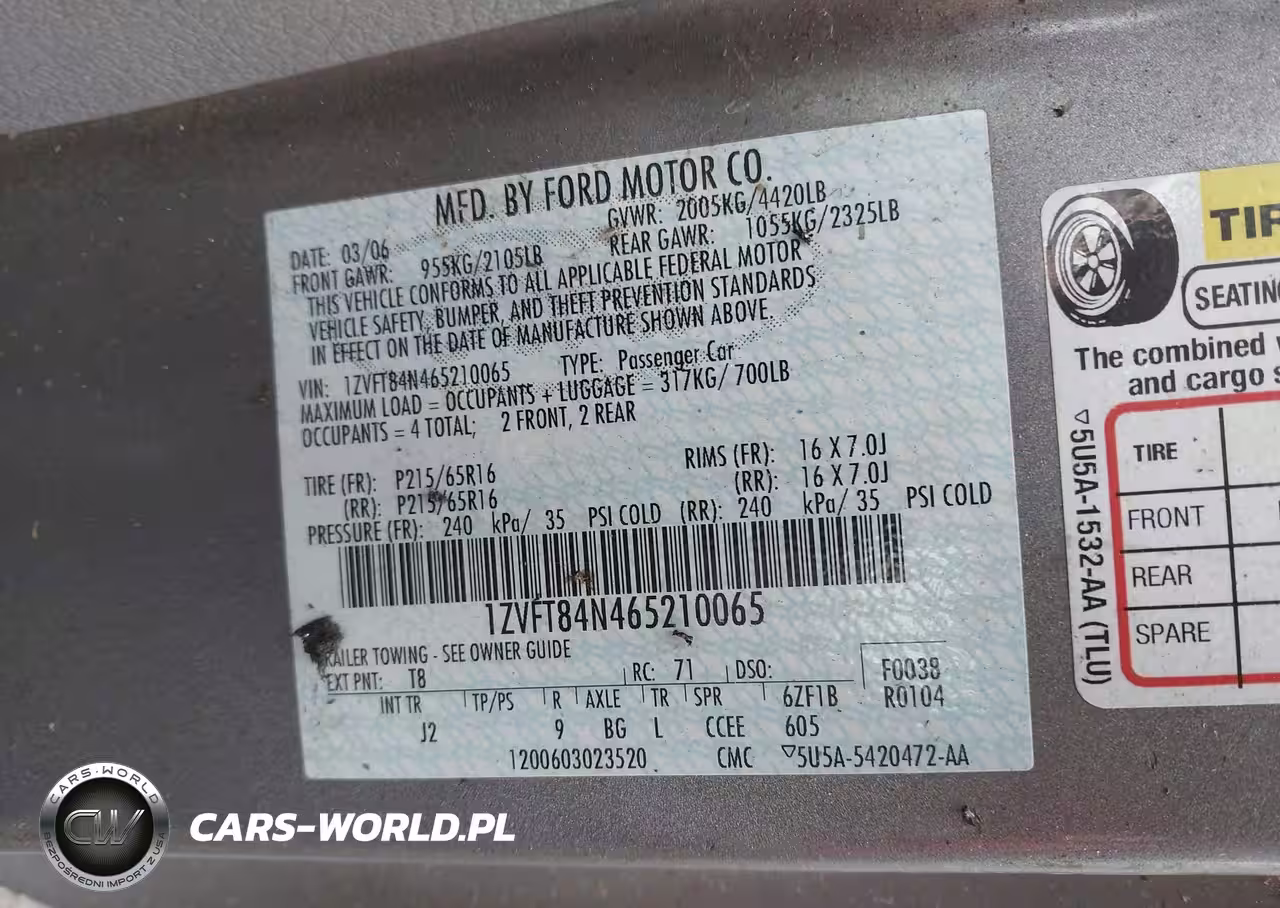 MFD. BY FORD MOTOR CO.
DATE: 03/06 GVWR: 2005KG/4420LB
FRONT GAWR: 955KG/2105LB REAR GAWR: 1055KG/2325LB
THIS VEHICLE CONFORMS TO ALL APPLICABLE FEDERAL MOTOR
VEHICLE SAFETY, BUMPER, AND THEFT PREVENTION STANDARDS
IN EFFECT ON THE DATE OF MANUFACTURE SHOWN ABOVE
VIN: 1ZVFT84N465210065 TYPE: Passenger Car
MAXIMUM LOAD = OCCUPANTS + LUGGAGE = 317KG/ 700LB
OCCUPANTS = 4 TOTAL; 2 FRONT, 2 REAR
TIRE (FR): P215/65R16 RIMS (FR): 16 X 7.0J
(RR): P215/65R16 (RR): 16 X 7.0J
PRESSURE (FR): 240 kPa/ 35 PSI COLD (RR): 240 kPa/ 35 PSI COLD
1ZVFT84N465210065
TRAILER TOWING - SEE OWNER GUIDE
EXT PNT: T8 RC: 71 DSO: F0038
INT TR TP/PS R AXLE TR SPR 6ZF1B R0104
J2 9 BG L CCEE 605
1200603023520 CMC ▽5U5A-5420472-AA
SEATING
The combined
and cargo
TIRE
FRONT
REAR
SPARE
▽5U5A-1532-AA (TLU)
CARS-WORLD
CW
BEZPOŚREDNI IMPORT Z USA
CARS-WORLD.PL